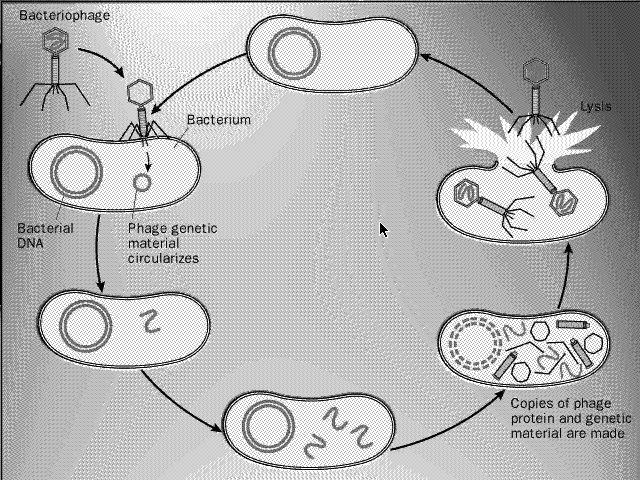 Bacteriophage
Lysis
Bacterium
Bacterial
DNA
Phage genetic
material
circularizes
Copies of phage
protein and genetic
material are made